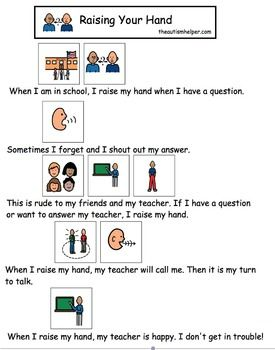 Raising Your Hand
theautismhelper.com
When I am in school, I raise my hand when I have a question.
Sometimes I forget and I shout out my answer.
This is rude to my friends and my teacher. If I have a question
or want to answer my teacher, I raise my hand.
When I raise my hand, my teacher will call me. Then it is my turn
to talk.
When I raise my hand, my teacher is happy. I don't get in trouble!